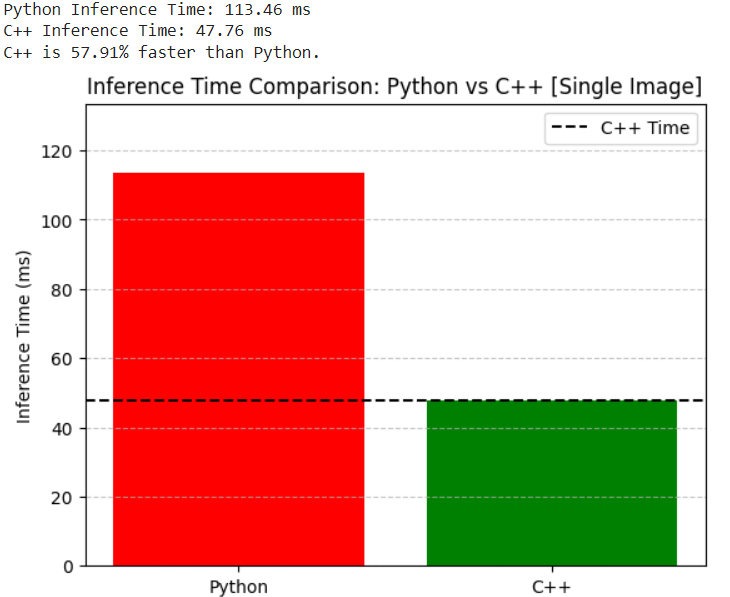 Python Inference Time: 113.46 ms
C++ Inference Time: 47.76 ms
C++ is 57.91% faster than Python.
Inference Time Comparison: Python vs C++ [Single Image]
C++ Time
Inference Time (ms)
120
100
80
60
40
20
0
Python
C++